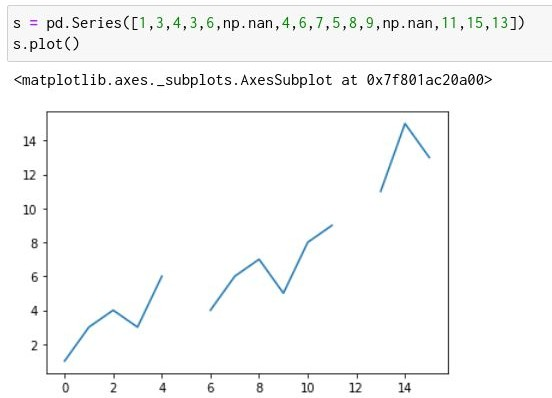 s = pd.Series([1,3,4,3,6,np.nan,4,6,7,5,8,9,np.nan,11,15,13])
s.plot()
<matplotlib.axes._subplots.AxesSubplot at 0x7f801ac20a00>
14
12
10
8
6
4
2
0 2 4 6 8 10 12 14